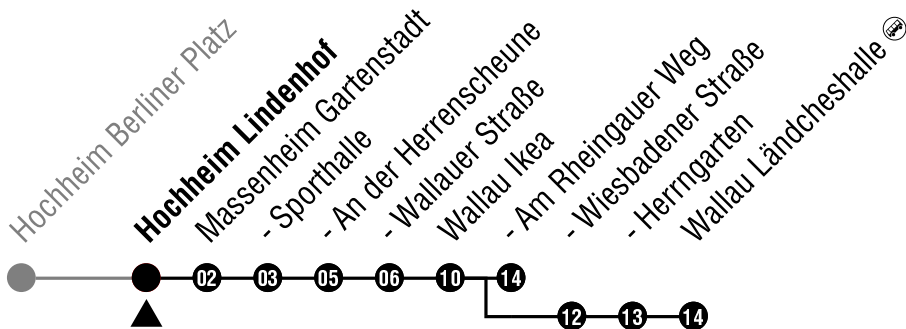 Hochheim Berliner Platz
Hochheim Lindenhof
Massenheim Gartenstadt
- Sporthalle
- An der Herrenscheune
- Wallauer Straße
Wallau Ikea
- Am Rheingauer Weg
- Wiesbadener Straße
- Herrngarten
Wallau Ländcheshalle
02 03 05 06 10 14
12 13 14